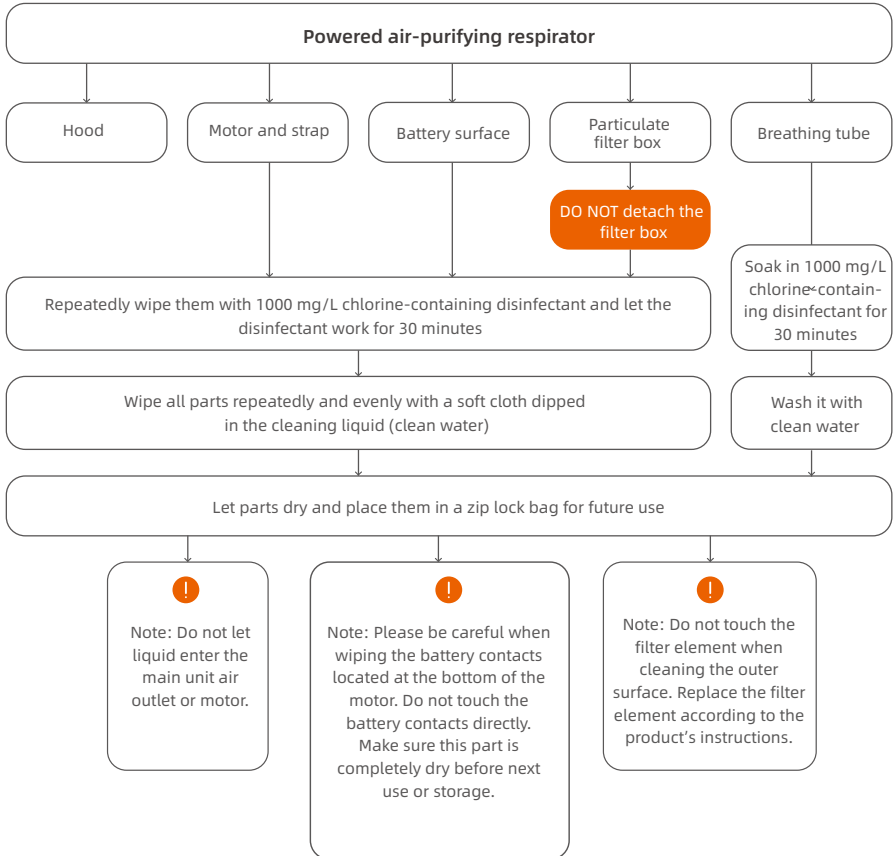 Powered air-purifying respirator
Hood
Motor and strap
Battery surface
Particulate
filter box
Breathing tube
DO NOT detach the
filter box
Repeatedly wipe them with 1000 mg/L chlorine-containing disinfectant and let the
disinfectant work for 30 minutes
Soak in 1000 mg/L
chlorine-contain-
ing disinfectant for
30 minutes
Wipe all parts repeatedly and evenly with a soft cloth dipped
in the cleaning liquid (clean water)
Wash it with
clean water
Let parts dry and place them in a zip lock bag for future use
!
Note: Do not let
liquid enter the
main unit air
outlet or motor.
!
Note: Please be careful when
wiping the battery contacts
located at the bottom of the
motor. Do not touch the
battery contacts directly.
Make sure this part is
completely dry before next
use or storage.
!
Note: Do not touch the
filter element when
cleaning the outer
surface. Replace the filter
element according to the
product's instructions.